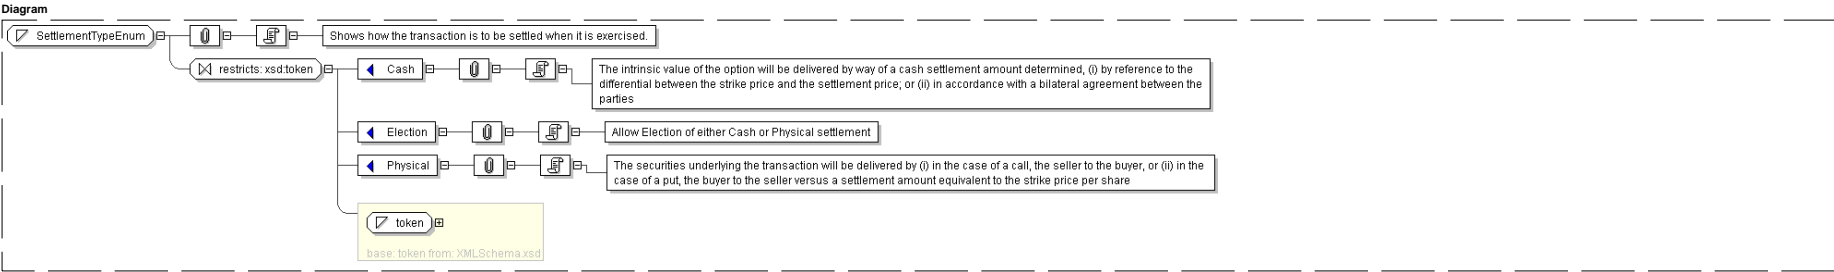 Diagram
SettlementTypeEnum
Shows how the transaction is to be settled when it is exercised.
restricts: xsd:token
Cash
The intrinsic value of the option will be delivered by way of a cash settlement amount determined, (i) by reference to the
differential between the strike price and the settlement price; or (ii) in accordance with a bilateral agreement between the
parties
Election
Allow Election of either Cash or Physical settlement
Physical
The securities underlying the transaction will be delivered by (i) in the case of a call, the seller to the buyer, or (ii) in the
case of a put, the buyer to the seller versus a settlement amount equivalent to the strike price per share
token
base: token from: XMLSchema.xsd